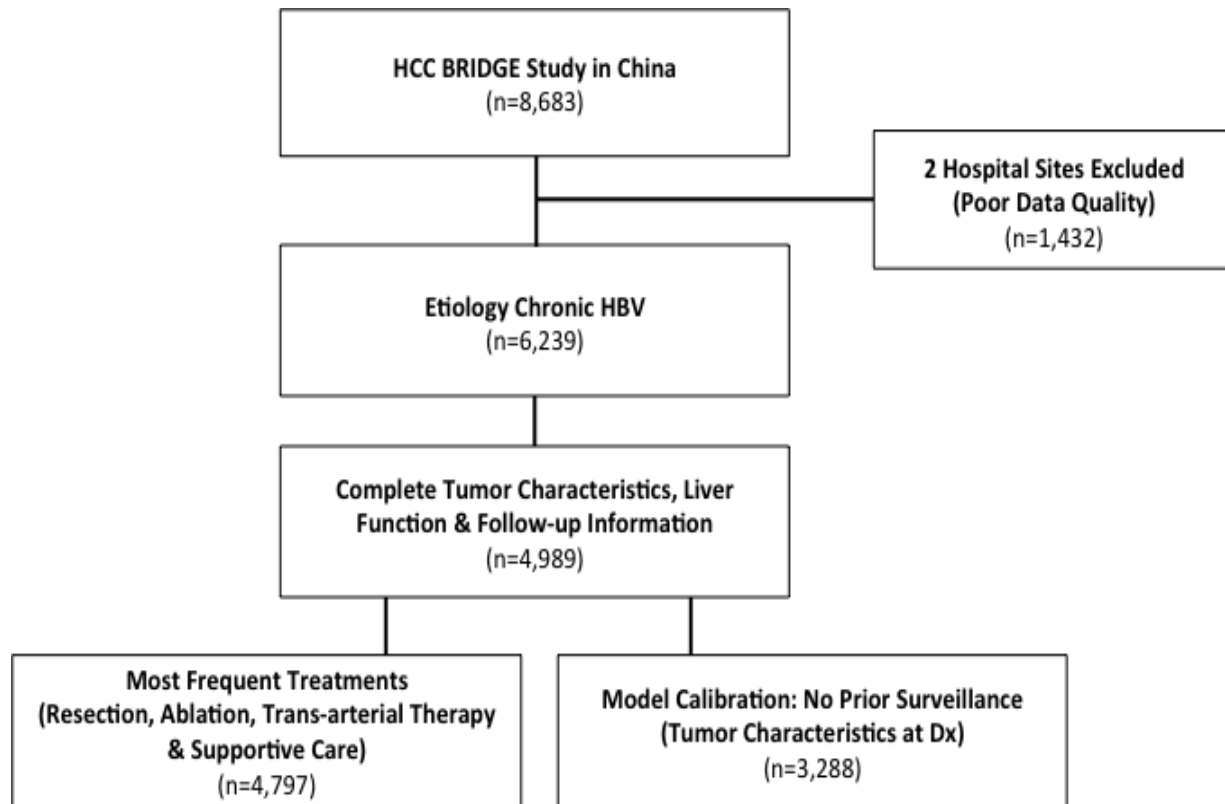 HCC BRIDGE Study in China
(n=8,683)
2 Hospital Sites Excluded
(Poor Data Quality)
(n=1,432)
Etiology Chronic HBV
(n=6,239)
Complete Tumor Characteristics, Liver
Function & Follow-up Information
(n=4,989)
Most Frequent Treatments
(Resection, Ablation, Trans-arterial Therapy
& Supportive Care)
(n=4,797)
Model Calibration: No Prior Surveillance
(Tumor Characteristics at Dx)
(n=3,288)